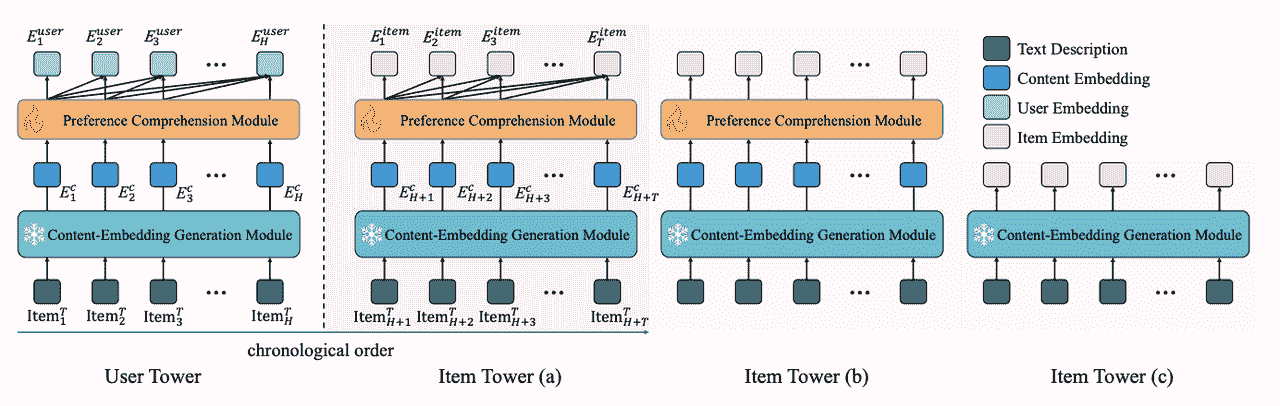 E_1^{user} E_2^{user} E_3^{user} ... E_H^{user} E_1^{item} E_2^{item} E_3^{item} ... E_T^{item} ... Text Description
Content Embedding
User Embedding
Item Embedding
Preference Comprehension Module Preference Comprehension Module Preference Comprehension Module
E_1^c E_2^c E_3^c ... E_H^c E_{H+1}^c E_{H+2}^c E_{H+3}^c ... E_{H+T}^c ... ...
Content-Embedding Generation Module Content-Embedding Generation Module Content-Embedding Generation Module Content-Embedding Generation Module
Item_1^T Item_2^T Item_3^T ... Item_H^T Item_{H+1}^T Item_{H+2}^T Item_{H+3}^T ... Item_{H+T}^T ... ...
chronological order
User Tower Item Tower (a) Item Tower (b) Item Tower (c)